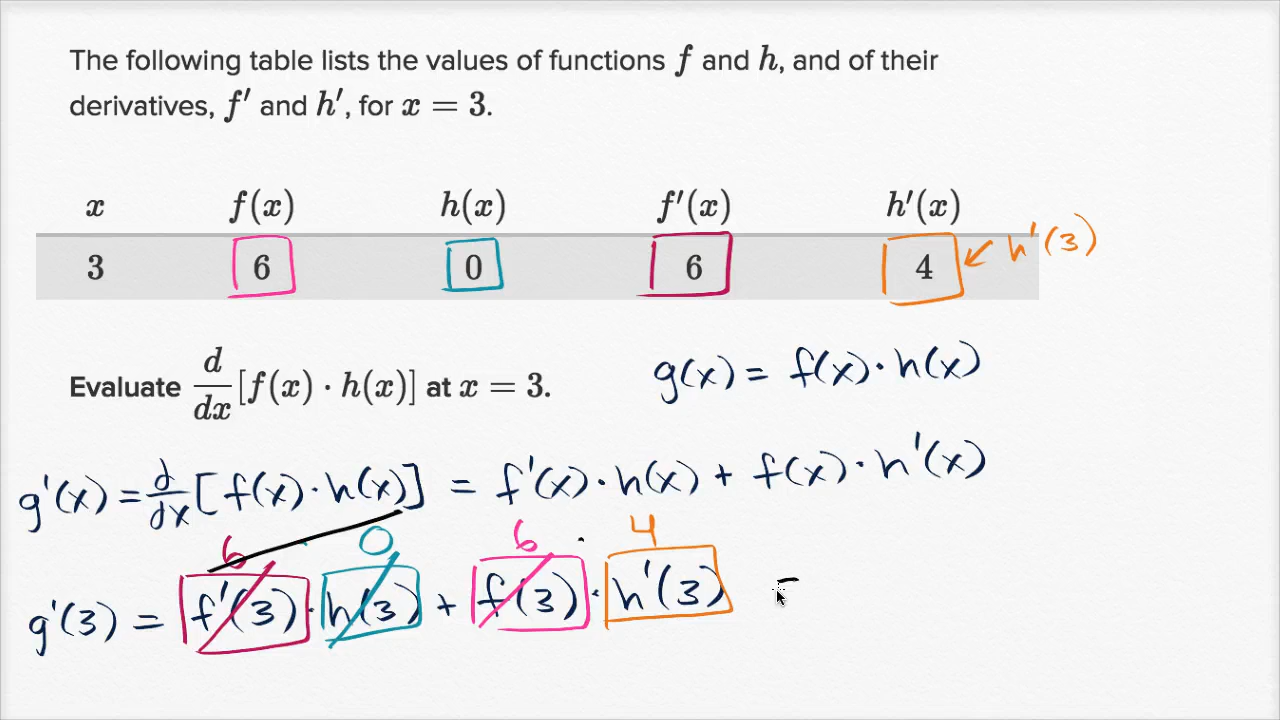 The following table lists the values of functions f and h, and of their
derivatives, f′ and h′, for x = 3.
x f(x) h(x) f′(x) h′(x)
3 6 0 6 4 h'(3)
Evaluate d/dx [f(x) · h(x)] at x = 3.
g(x) = f(x) · h(x)
g'(x) = d/dx [f(x) · h(x)] = f'(x) · h(x) + f(x) · h'(x)
6 · 0 6 · 4
g'(3) = f'(3) · h(3) + f(3) · h'(3)